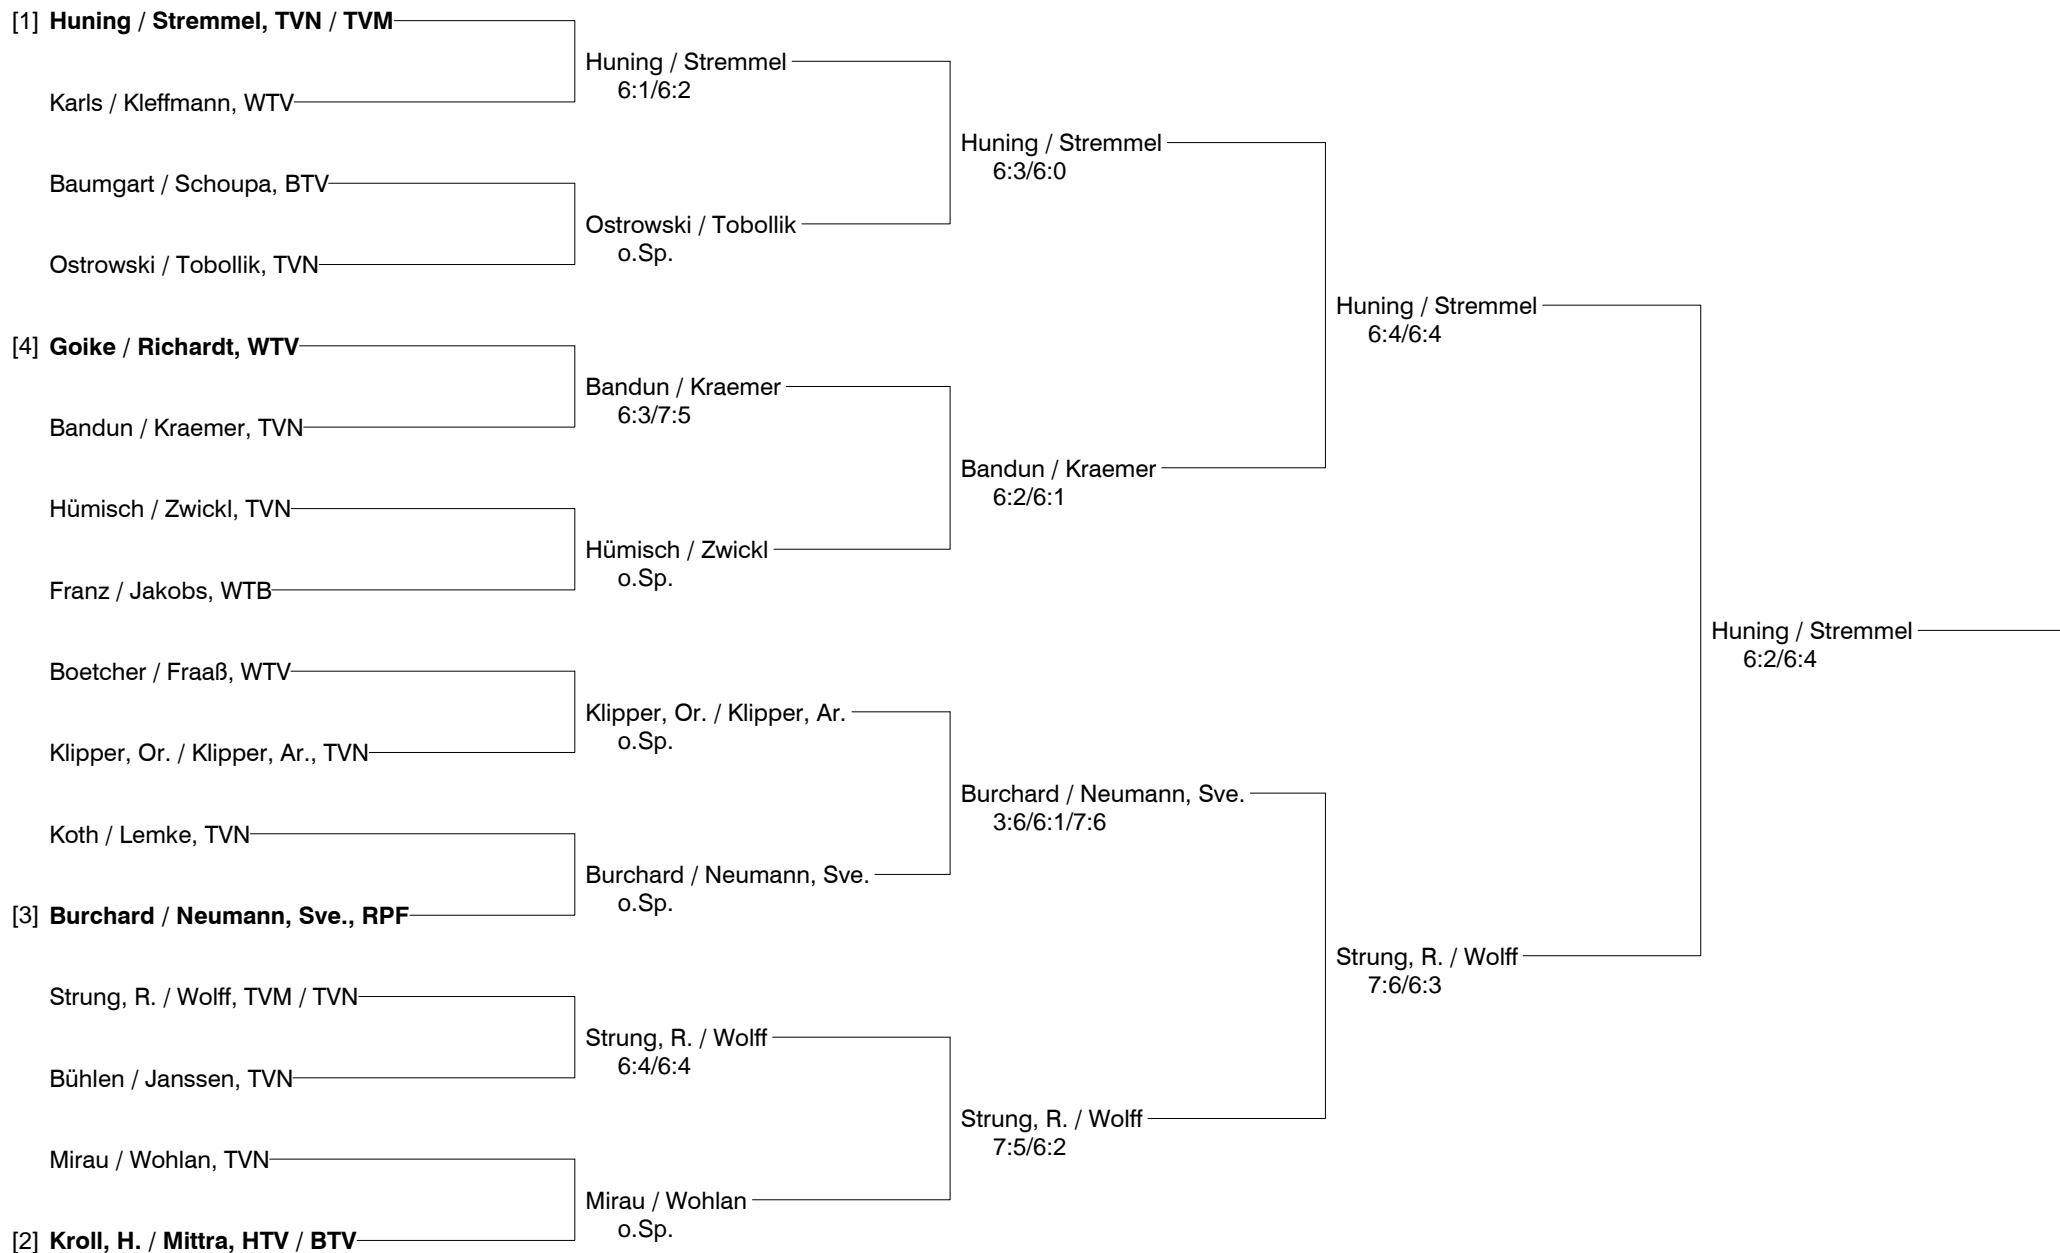 [1] Huning / Stremmel, TVN / TVM
Karls / Kleffmann, WTV
Baumgart / Schoupa, BTV
Ostrowski / Tobollik, TVN
[4] Goike / Richardt, WTV
Bandun / Kraemer, TVN
Hümisch / Zwickl, TVN
Franz / Jakobs, WTB
Boetcher / Fraaß, WTV
Klipper, Or. / Klipper, Ar., TVN
Koth / Lemke, TVN
[3] Burchard / Neumann, Sve., RPF
Strung, R. / Wolff, TVM / TVN
Bühlen / Janssen, TVN
Mirau / Wohlan, TVN
[2] Kroll, H. / Mittra, HTV / BTV
Huning / Stremmel
6:1/6:2
Ostrowski / Tobollik
o.Sp.
Bandun / Kraemer
6:3/7:5
Hümisch / Zwickl
o.Sp.
Klipper, Or. / Klipper, Ar.
o.Sp.
Burchard / Neumann, Sve.
o.Sp.
Strung, R. / Wolff
6:4/6:4
Mirau / Wohlan
o.Sp.
Huning / Stremmel
6:3/6:0
Bandun / Kraemer
6:2/6:1
Burchard / Neumann, Sve.
3:6/6:1/7:6
Strung, R. / Wolff
7:5/6:2
Huning / Stremmel
6:4/6:4
Strung, R. / Wolff
7:6/6:3
Huning / Stremmel
6:2/6:4